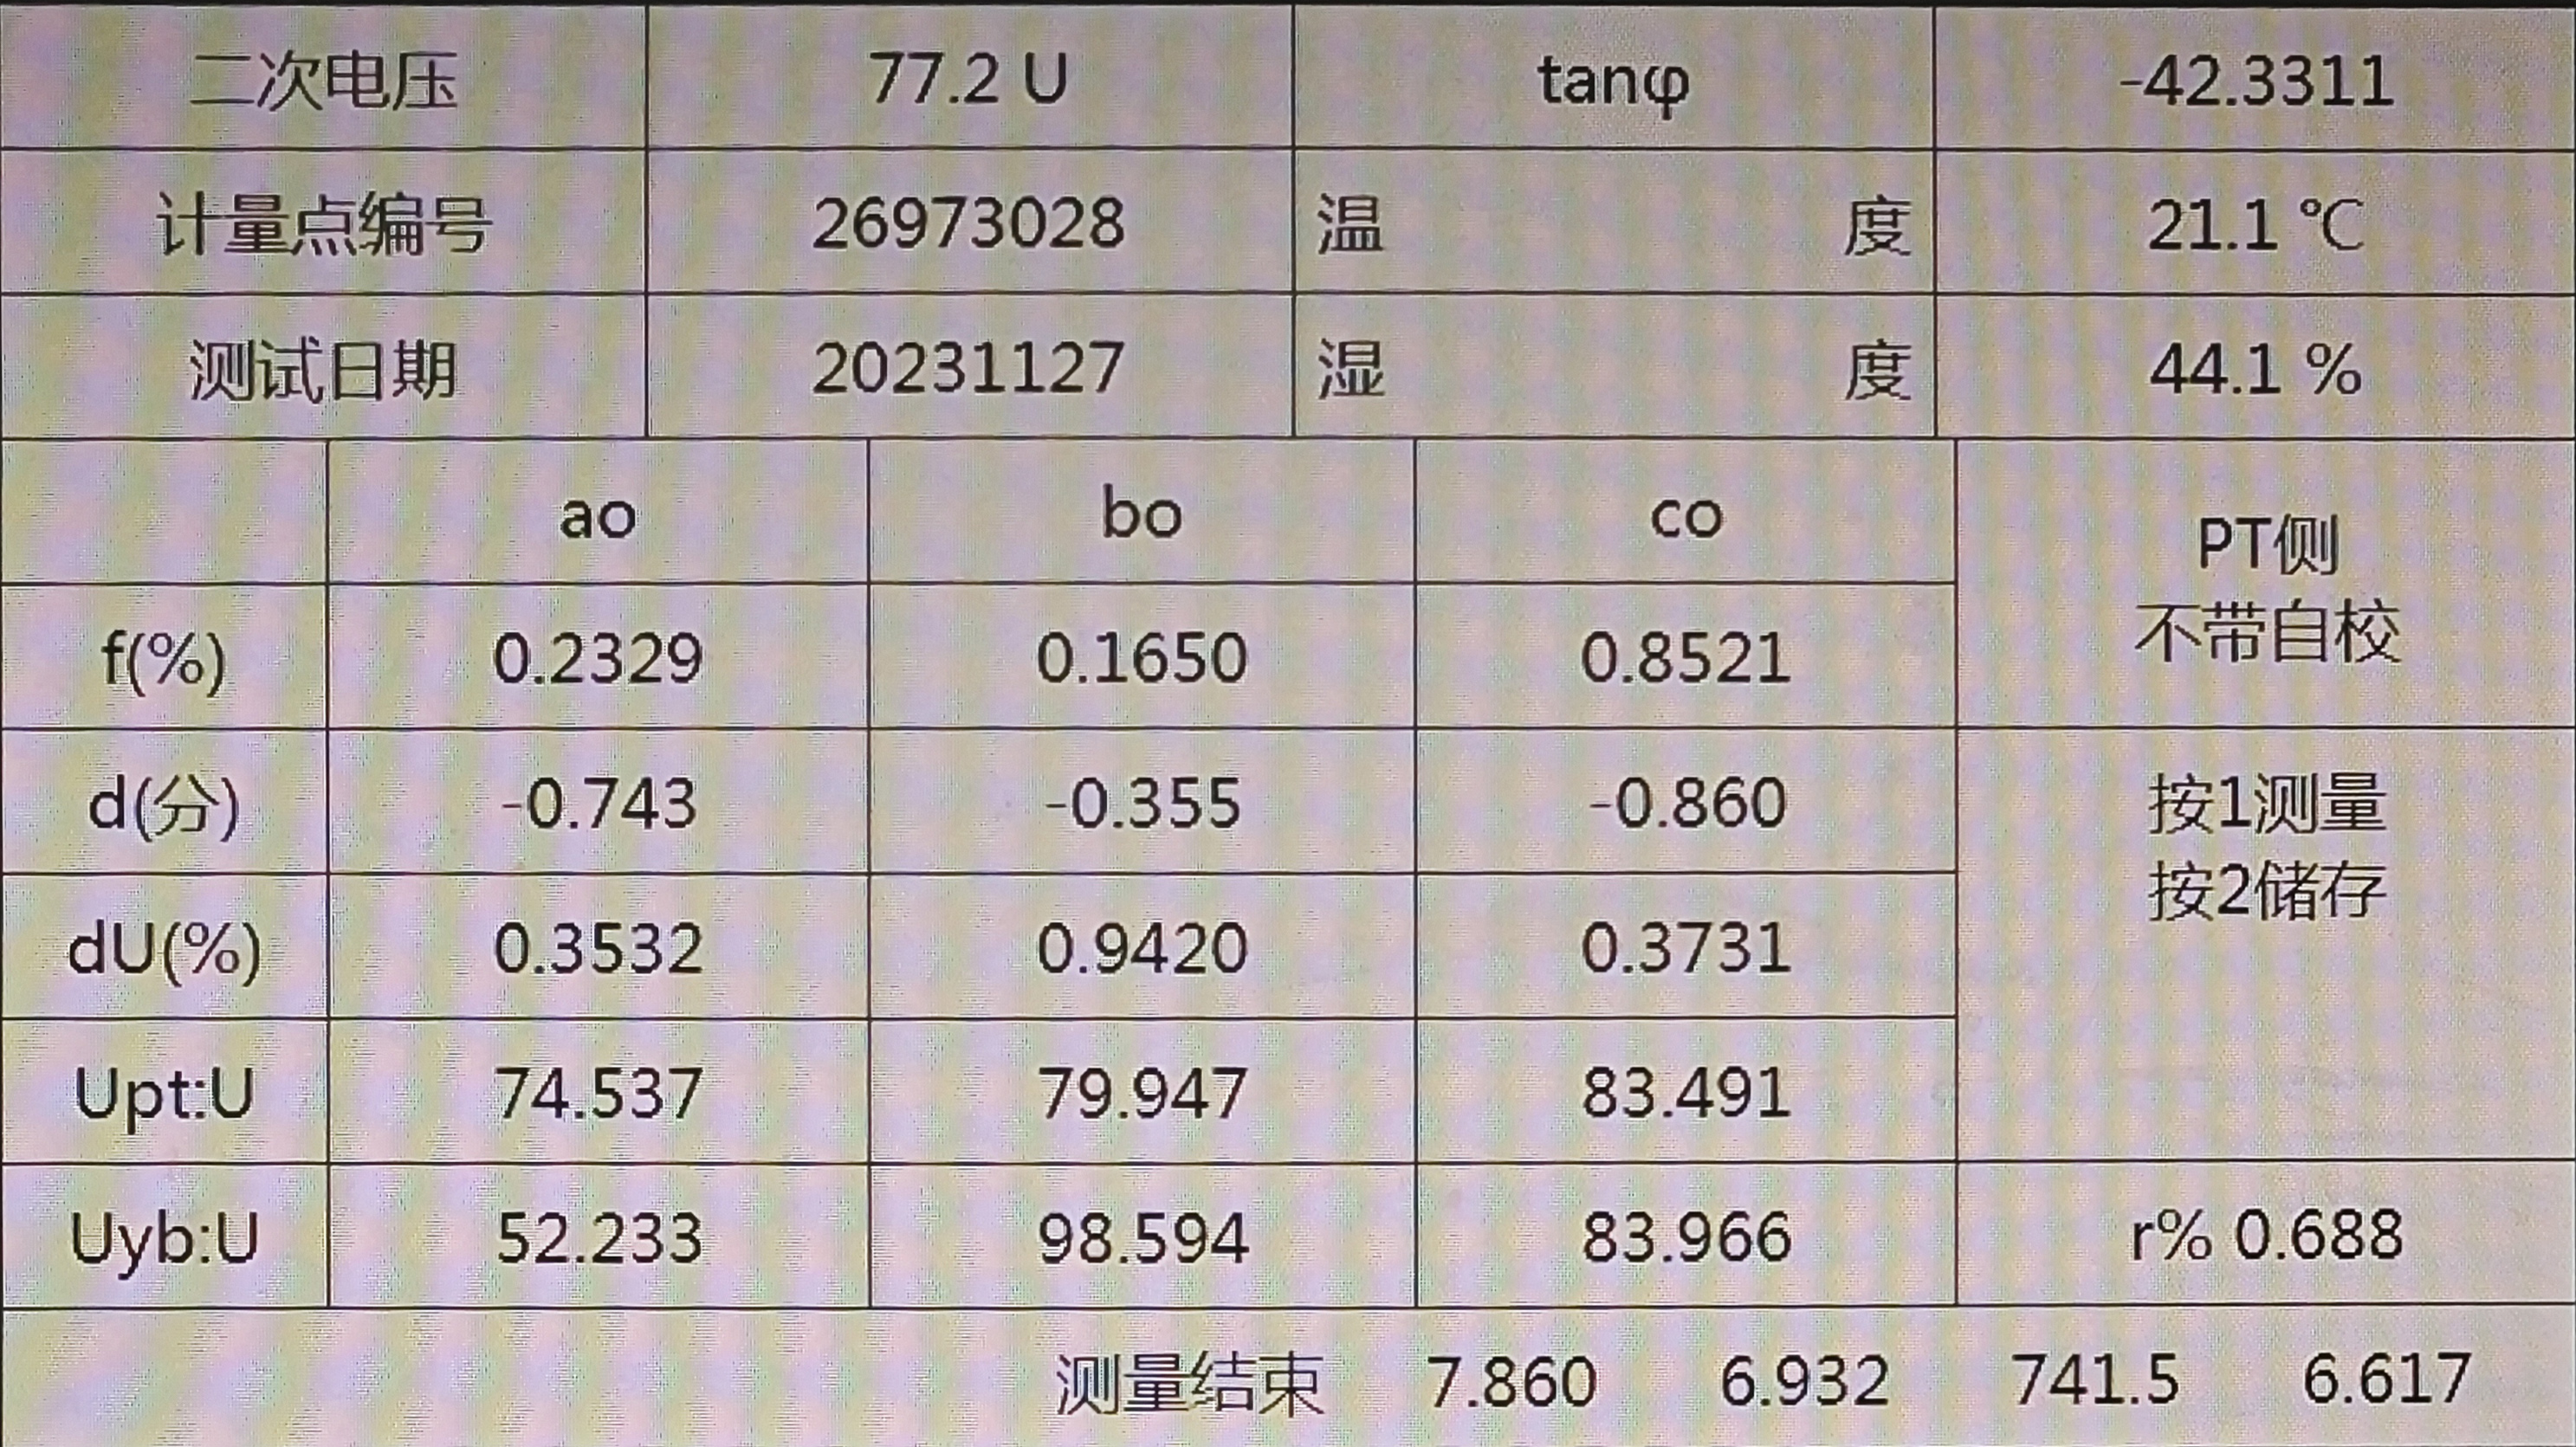 二次电压 77.2 U tanφ -42.3311
计量点编号 26973028 温 度 21.1 ℃
测试日期 20231127 湿 度 44.1 %
ao bo co
PT侧
不带自校
f(%) 0.2329 0.1650 0.8521
d(分) -0.743 -0.355 -0.860
按1测量
按2储存
dU(%) 0.3532 0.9420 0.3731
Upt:U 74.537 79.947 83.491
Uyb:U 52.233 98.594 83.966 r% 0.688
测量结束 7.860 6.932 741.5 6.617